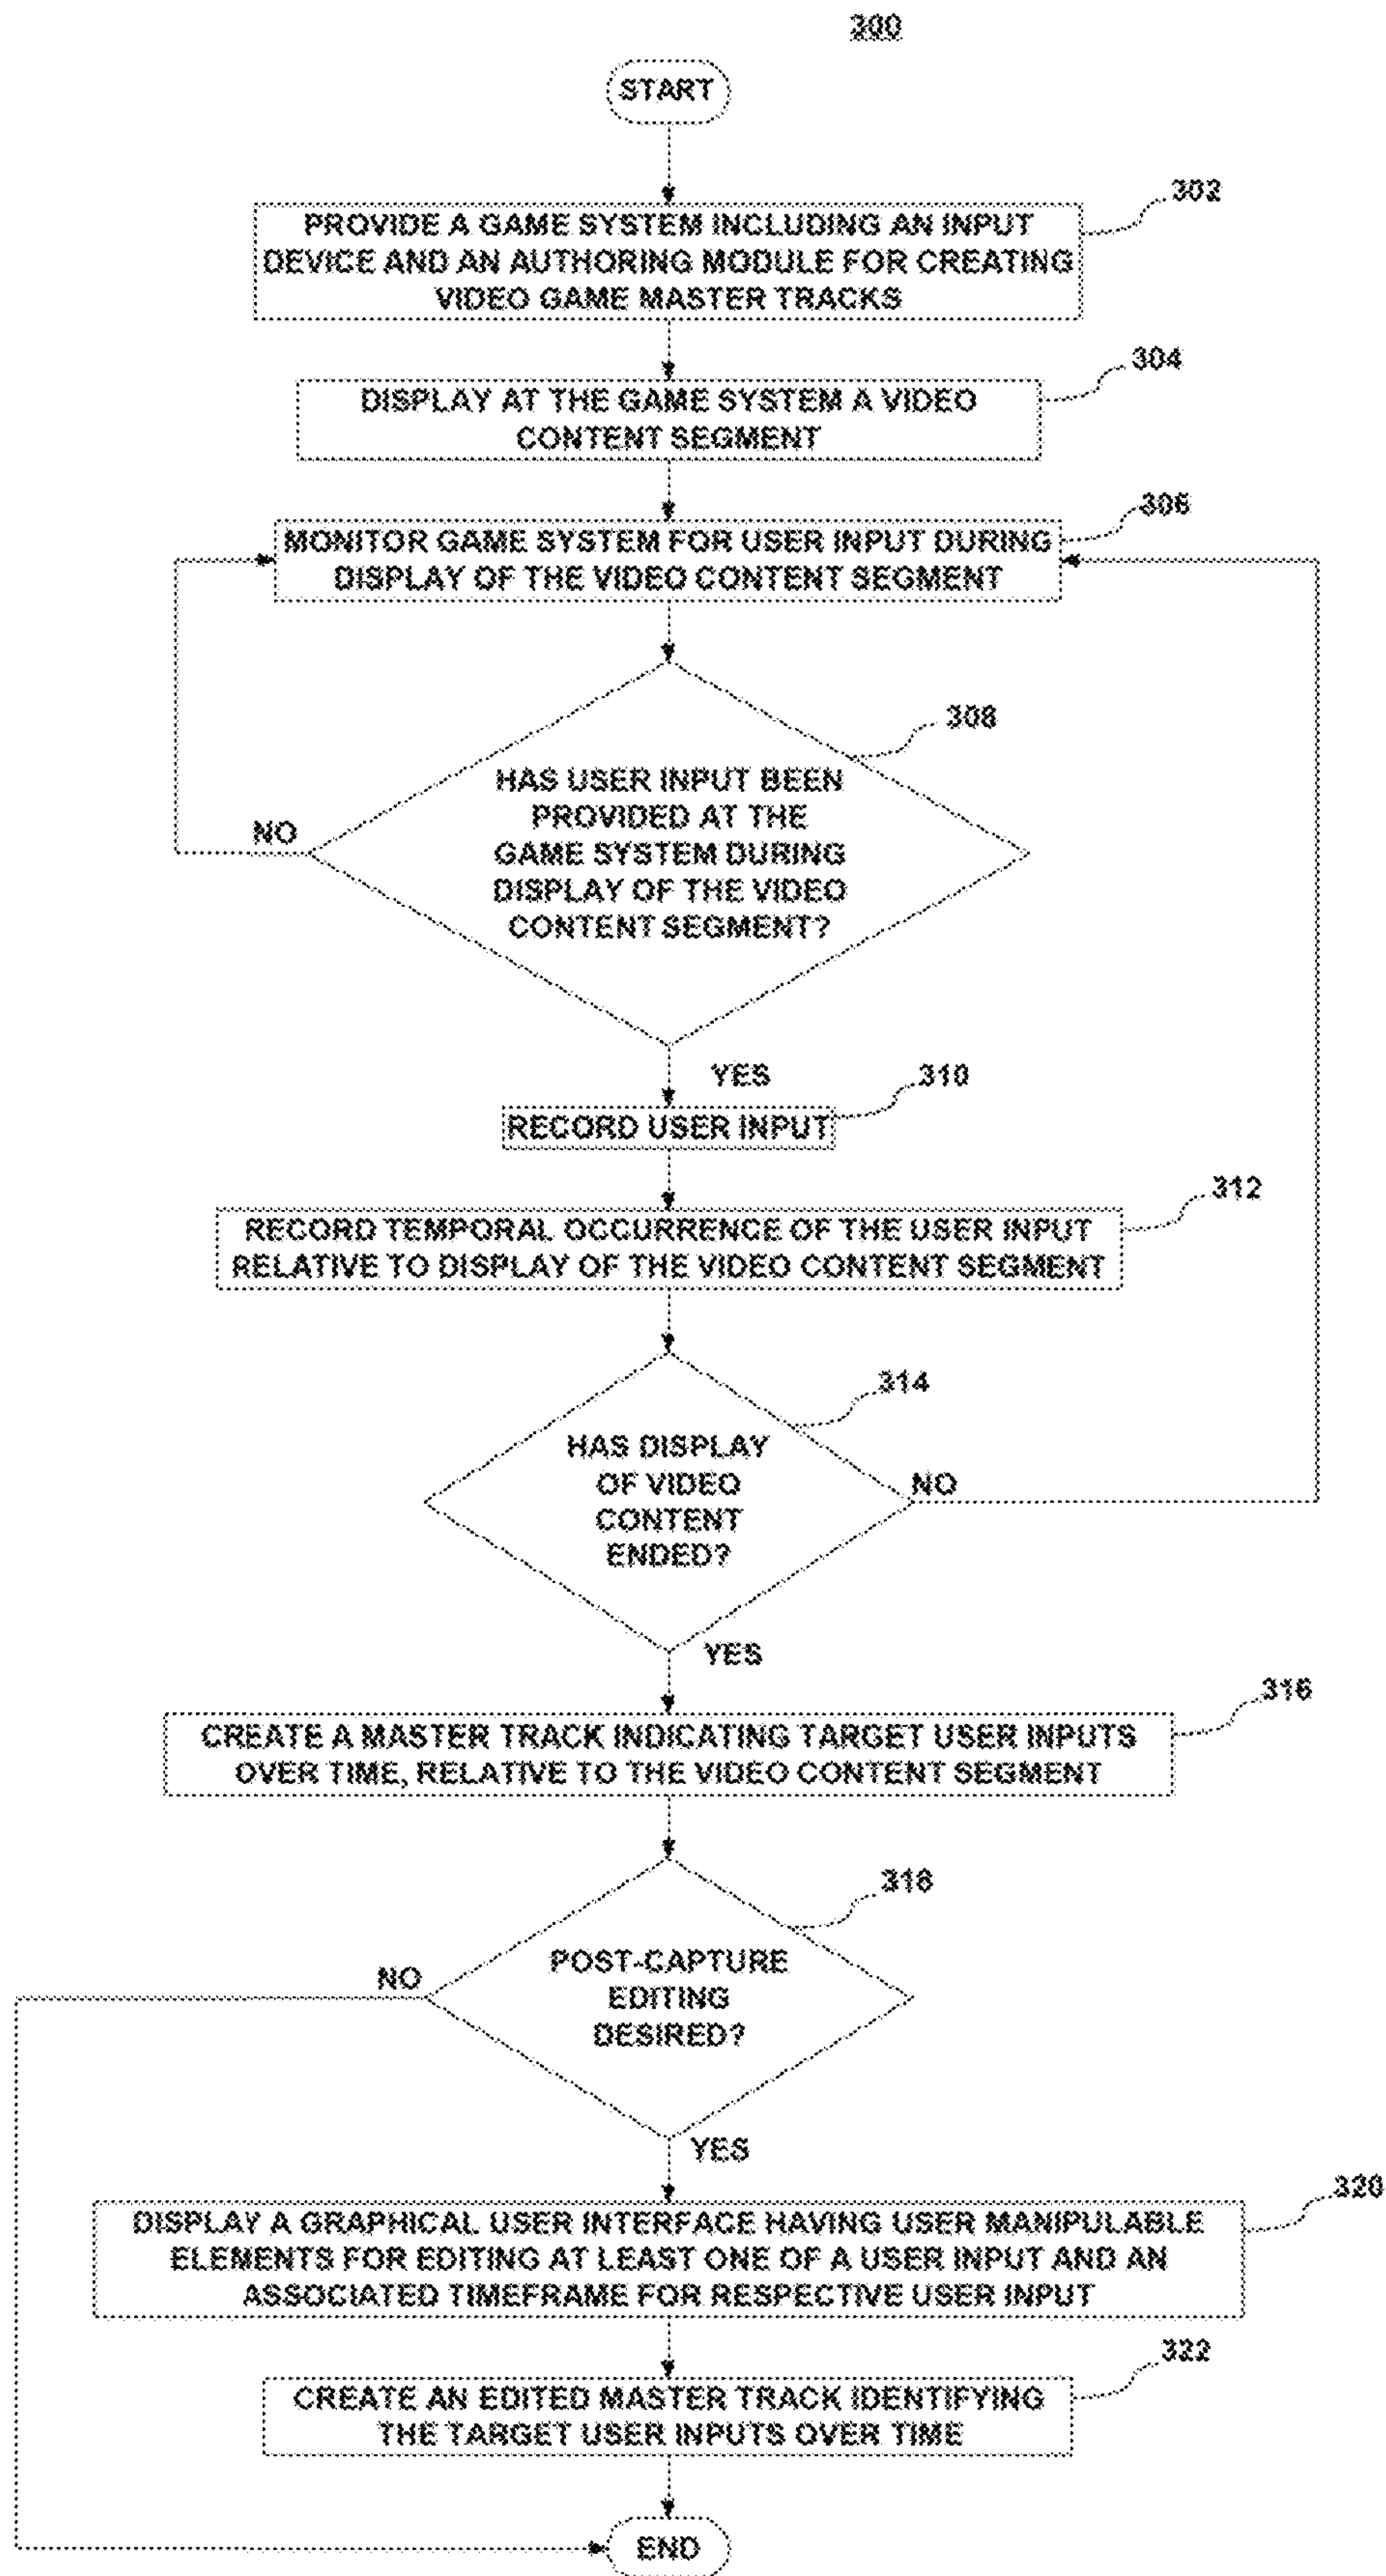 300
START
302
PROVIDE A GAME SYSTEM INCLUDING AN INPUT
DEVICE AND AN AUTHORING MODULE FOR CREATING
VIDEO GAME MASTER TRACKS
304
DISPLAY AT THE GAME SYSTEM A VIDEO
CONTENT SEGMENT
306
MONITOR GAME SYSTEM FOR USER INPUT DURING
DISPLAY OF THE VIDEO CONTENT SEGMENT
308
HAS USER INPUT BEEN
PROVIDED AT THE
GAME SYSTEM DURING
DISPLAY OF THE VIDEO
CONTENT SEGMENT?
NO
YES
310
RECORD USER INPUT
312
RECORD TEMPORAL OCCURRENCE OF THE USER INPUT
RELATIVE TO DISPLAY OF THE VIDEO CONTENT SEGMENT
314
HAS DISPLAY
OF VIDEO
CONTENT
ENDED?
NO
YES
316
CREATE A MASTER TRACK INDICATING TARGET USER INPUTS
OVER TIME, RELATIVE TO THE VIDEO CONTENT SEGMENT
318
POST-CAPTURE
EDITING
DESIRED?
NO
YES
320
DISPLAY A GRAPHICAL USER INTERFACE HAVING USER MANIPULABLE
ELEMENTS FOR EDITING AT LEAST ONE OF A USER INPUT AND AN
ASSOCIATED TIMEFRAME FOR RESPECTIVE USER INPUT
322
CREATE AN EDITED MASTER TRACK IDENTIFYING
THE TARGET USER INPUTS OVER TIME
END